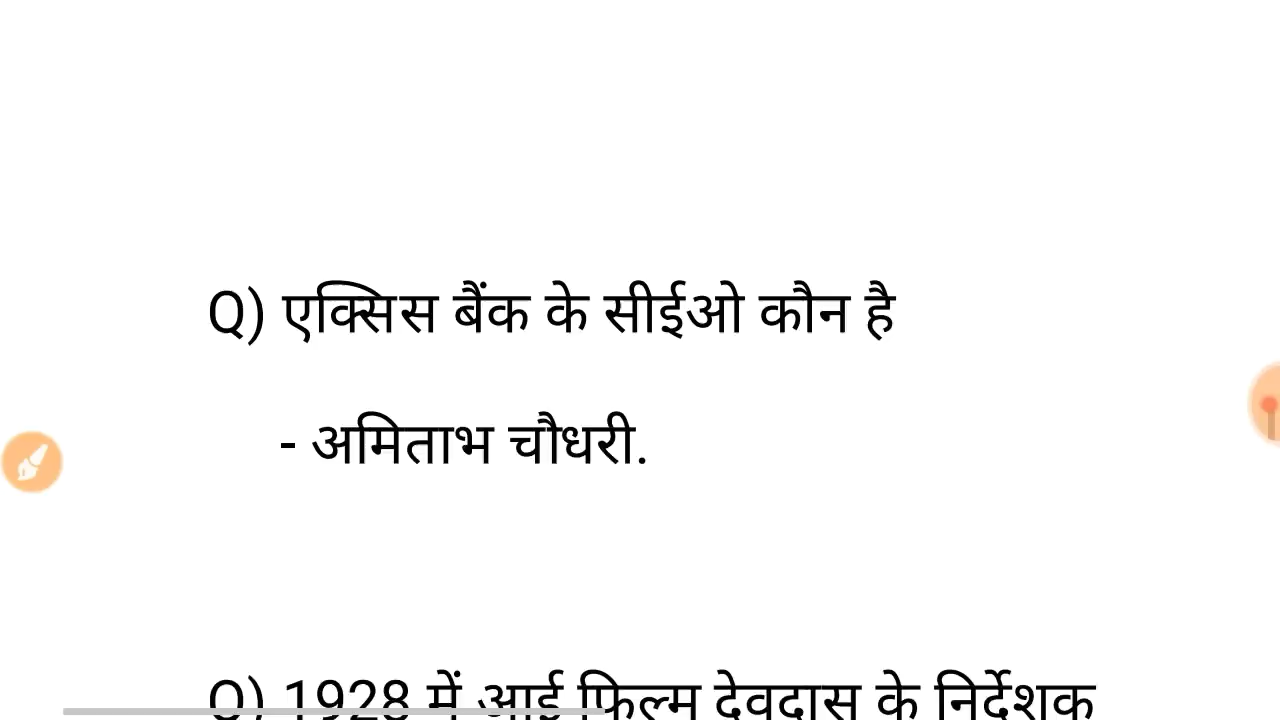 Q) एक्सिस बैंक के सीईओ कौन है
- अमिताभ चौधरी.
Q) 1928 में आई फिल्म देवदास के निर्देशक